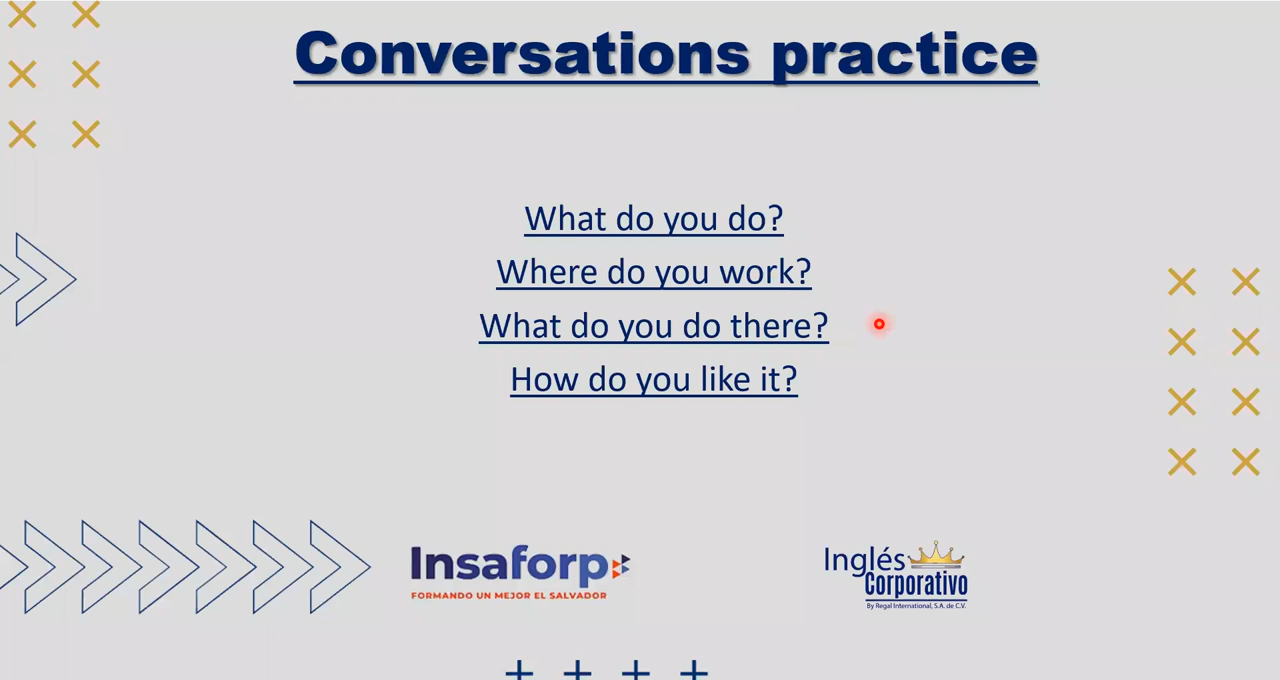 Conversations practice
What do you do?
Where do you work?
What do you do there?
How do you like it?
Insaforp
FORMANDO UN MEJOR EL SALVADOR
Inglés
Corporativo
By Regal International, S.A. de C.V.